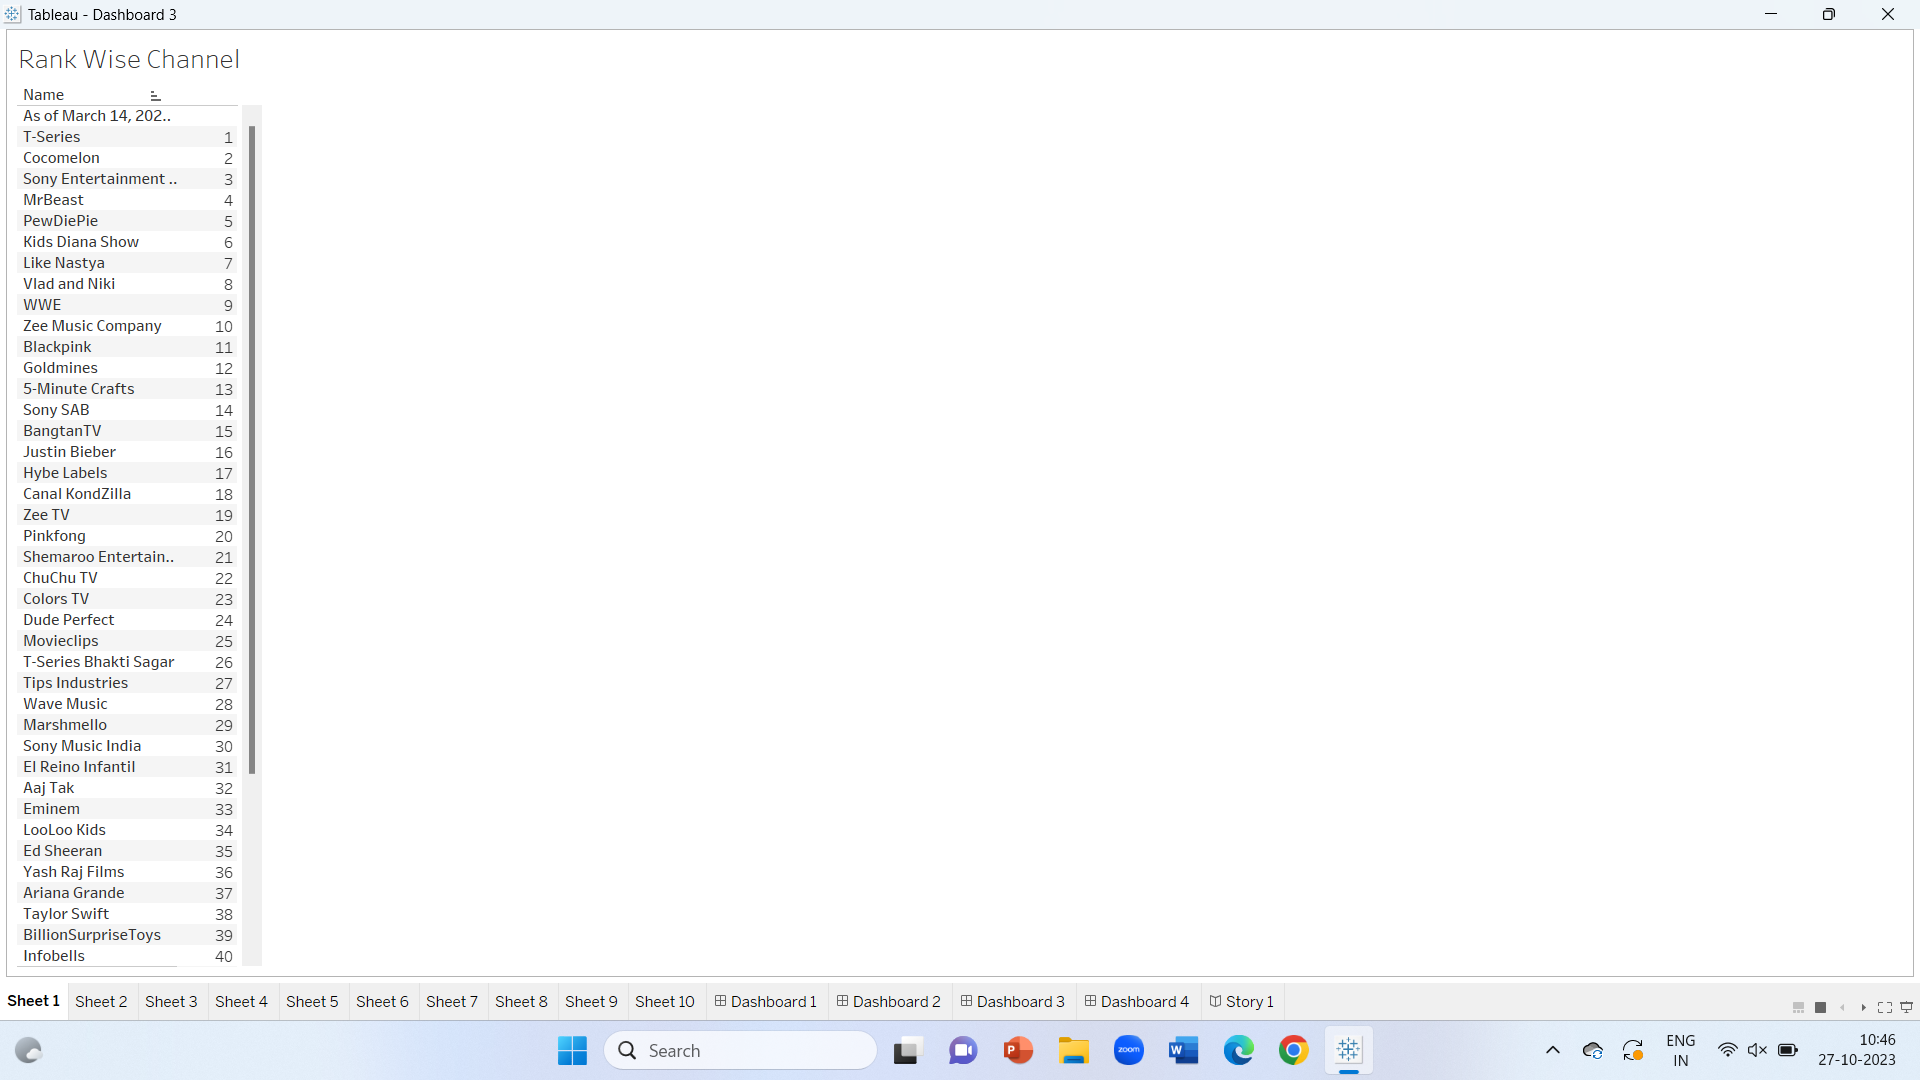 Tableau - Dashboard 3
Rank Wise Channel
Name
As of March 14, 202..
T-Series 1
Cocomelon 2
Sony Entertainment .. 3
MrBeast 4
PewDiePie 5
Kids Diana Show 6
Like Nastya 7
Vlad and Niki 8
WWE 9
Zee Music Company 10
Blackpink 11
Goldmines 12
5-Minute Crafts 13
Sony SAB 14
BangtanTV 15
Justin Bieber 16
Hybe Labels 17
Canal KondZilla 18
Zee TV 19
Pinkfong 20
Shemaroo Entertain.. 21
ChuChu TV 22
Colors TV 23
Dude Perfect 24
Movieclips 25
T-Series Bhakti Sagar 26
Tips Industries 27
Wave Music 28
Marshmello 29
Sony Music India 30
El Reino Infantil 31
Aaj Tak 32
Eminem 33
LooLoo Kids 34
Ed Sheeran 35
Yash Raj Films 36
Ariana Grande 37
Taylor Swift 38
BillionSurpriseToys 39
Infobells 40
Sheet 1 Sheet 2 Sheet 3 Sheet 4 Sheet 5 Sheet 6 Sheet 7 Sheet 8 Sheet 9 Sheet 10 Dashboard 1 Dashboard 2 Dashboard 3 Dashboard 4 Story 1
Search
P
zoom
W
ENG
IN
10:46
27-10-2023